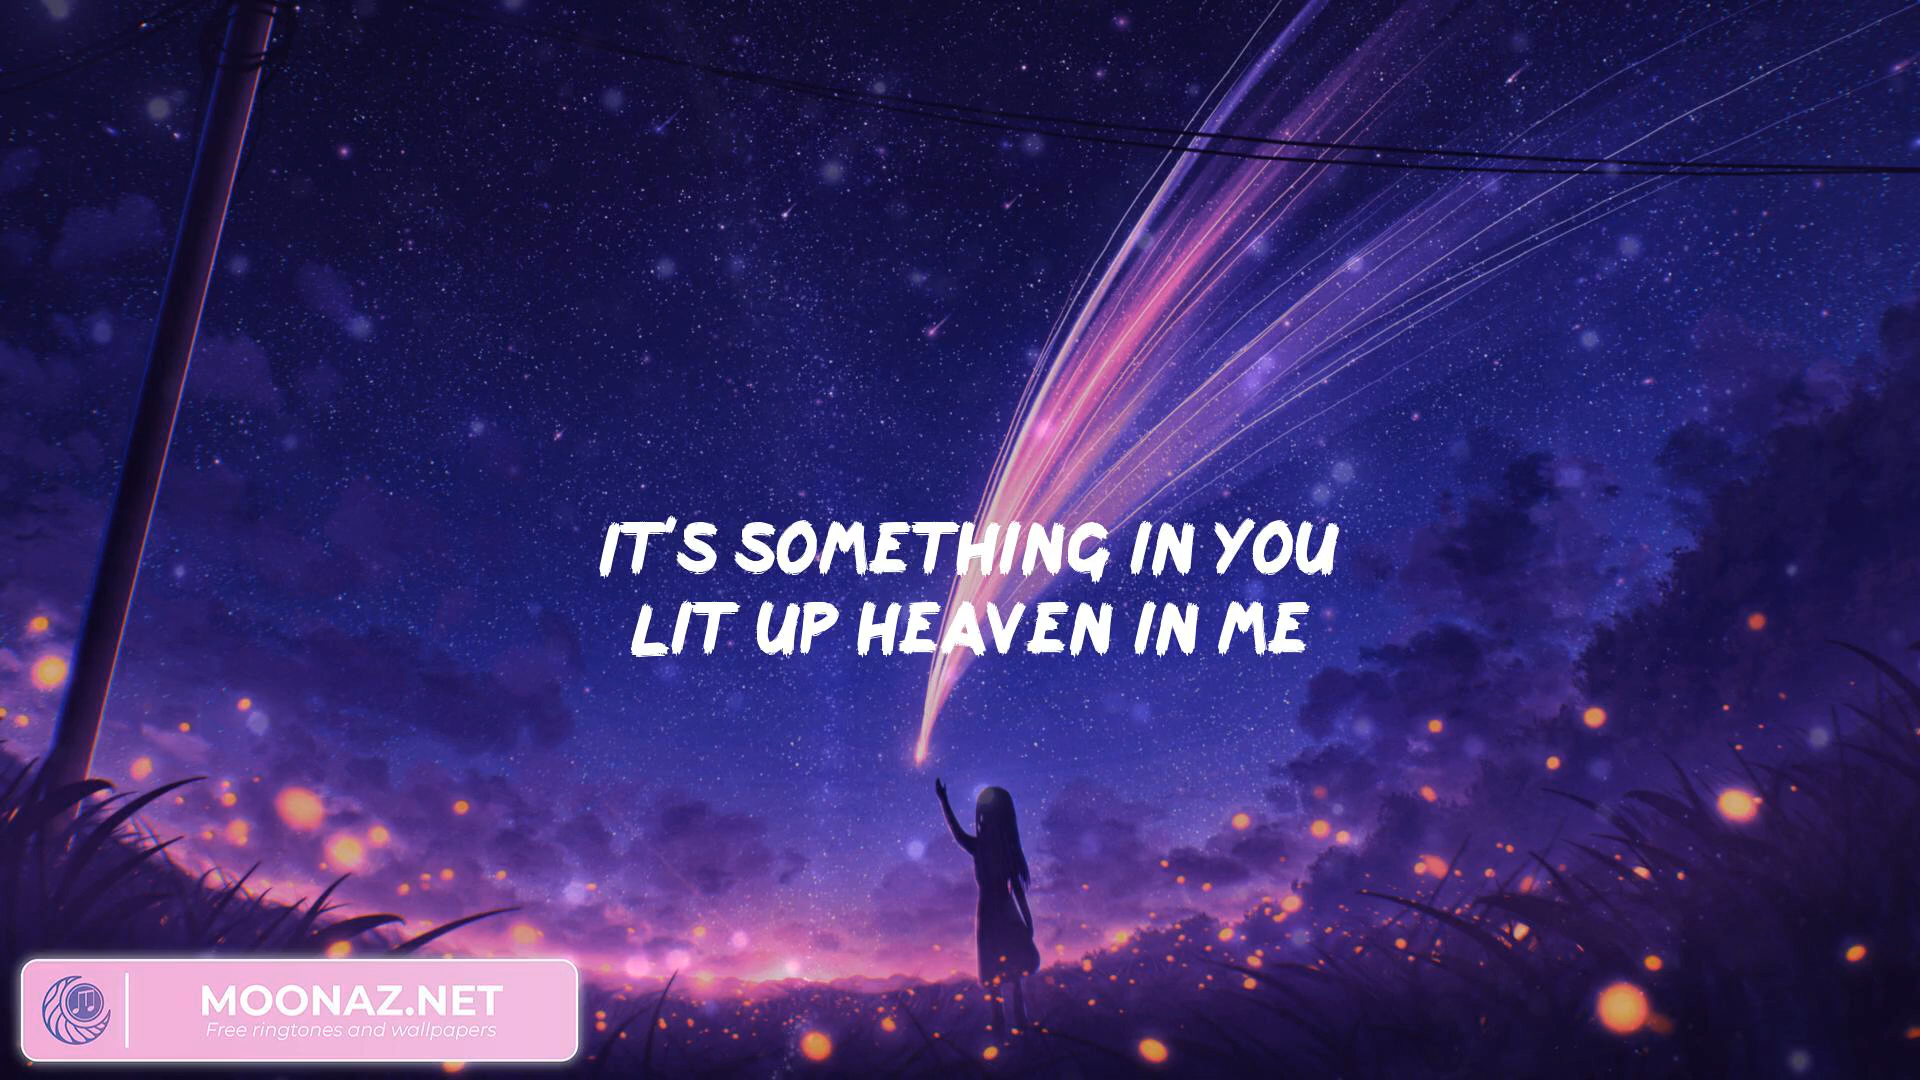 IT'S SOMETHING IN YOU
LIT UP HEAVEN IN ME
MOONAZ.NET
Free ringtones and wallpapers